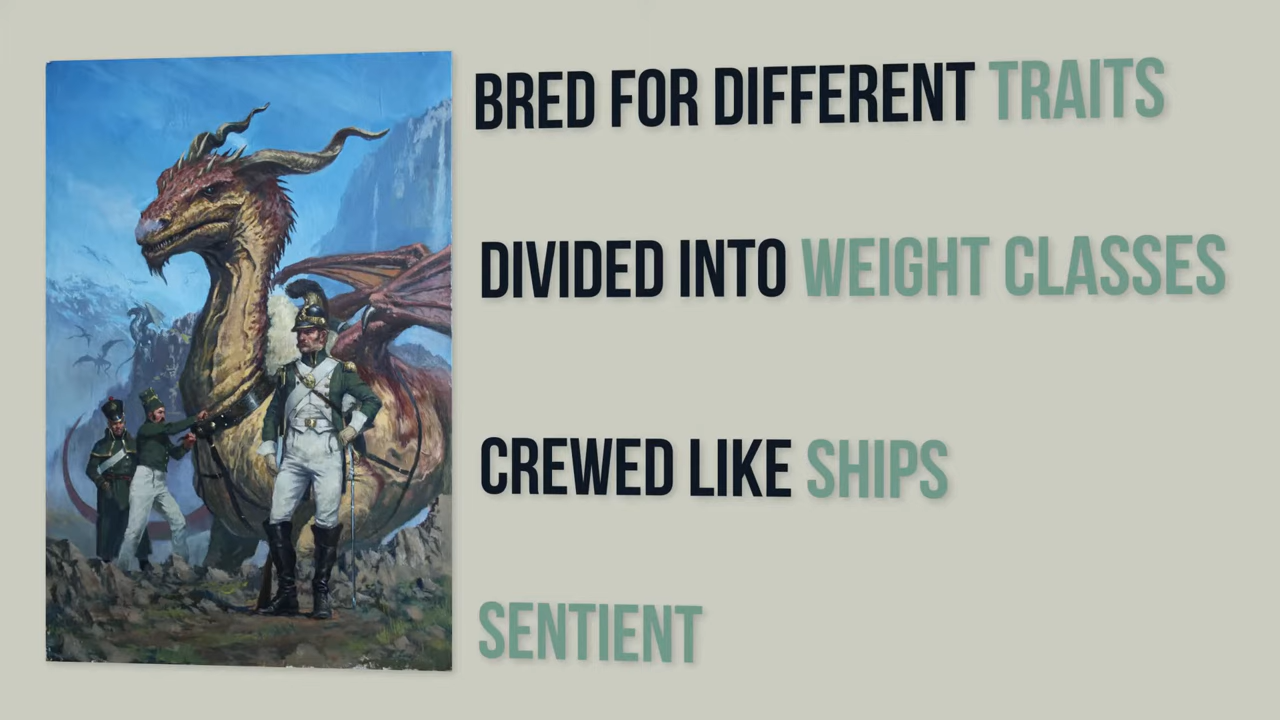 BRED FOR DIFFERENT TRAITS
DIVIDED INTO WEIGHT CLASSES
CREWED LIKE SHIPS
SENTIENT